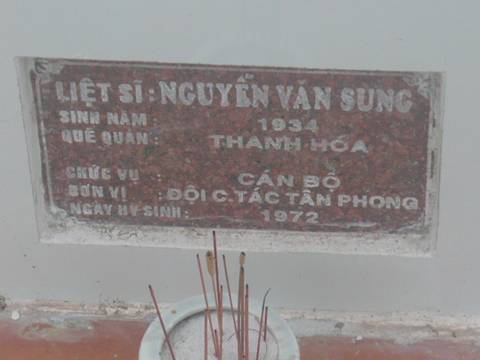 LIỆT SĨ : NGUYỄN VĂN SUNG
SINH NĂM : 1934
QUÊ QUÁN : THANH HÓA
CHỨC VỤ : CÁN BỘ
ĐƠN VỊ : ĐỘI C.TÁC TÂN PHONG
NGÀY HY SINH : 1972